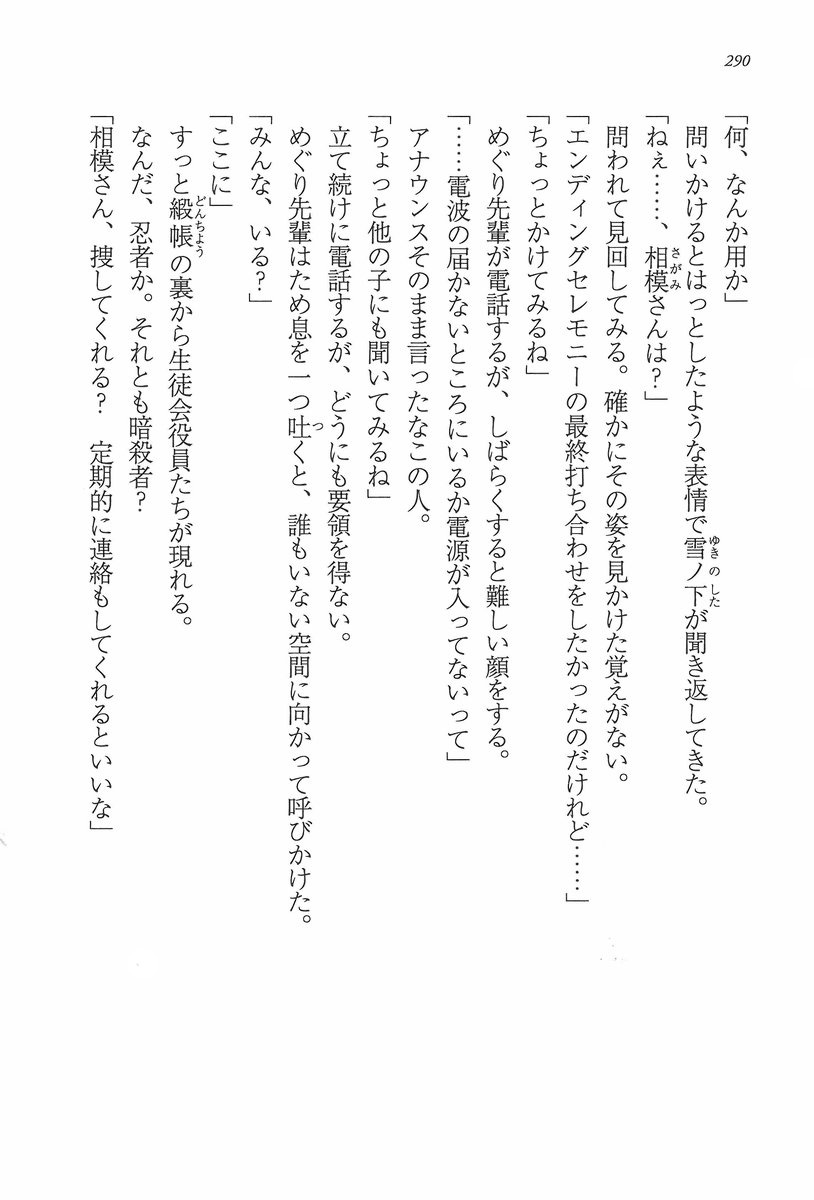 290
「何、なんか用か」
問いかけるとはっとしたような表情で雪ノ下が聞き返してきた。
「ねぇ……、相模さんは？」
問われて見回してみる。確かにその姿を見かけた覚えがない。
「エンディングセレモニーの最終打ち合わせをしたかったのだけれど……」
「ちょっとかけてみるね」
めぐり先輩が電話するが、しばらくすると難しい顔をする。
「……電波の届かないところにいるか電源が入ってないって」
アナウンスそのまま言ったなこの人。
「ちょっと他の子にも聞いてみるね」
立て続けに電話するが、どうにも要領を得ない。
めぐり先輩はため息を一つ吐くと、誰もいない空間に向かって呼びかけた。
「みんな、いる？」
「ここに」
すっと緞帳の裏から生徒会役員たちが現れる。
なんだ、忍者か。それとも暗殺者？
「相模さん、捜してくれる？　定期的に連絡もしてくれるといいな」